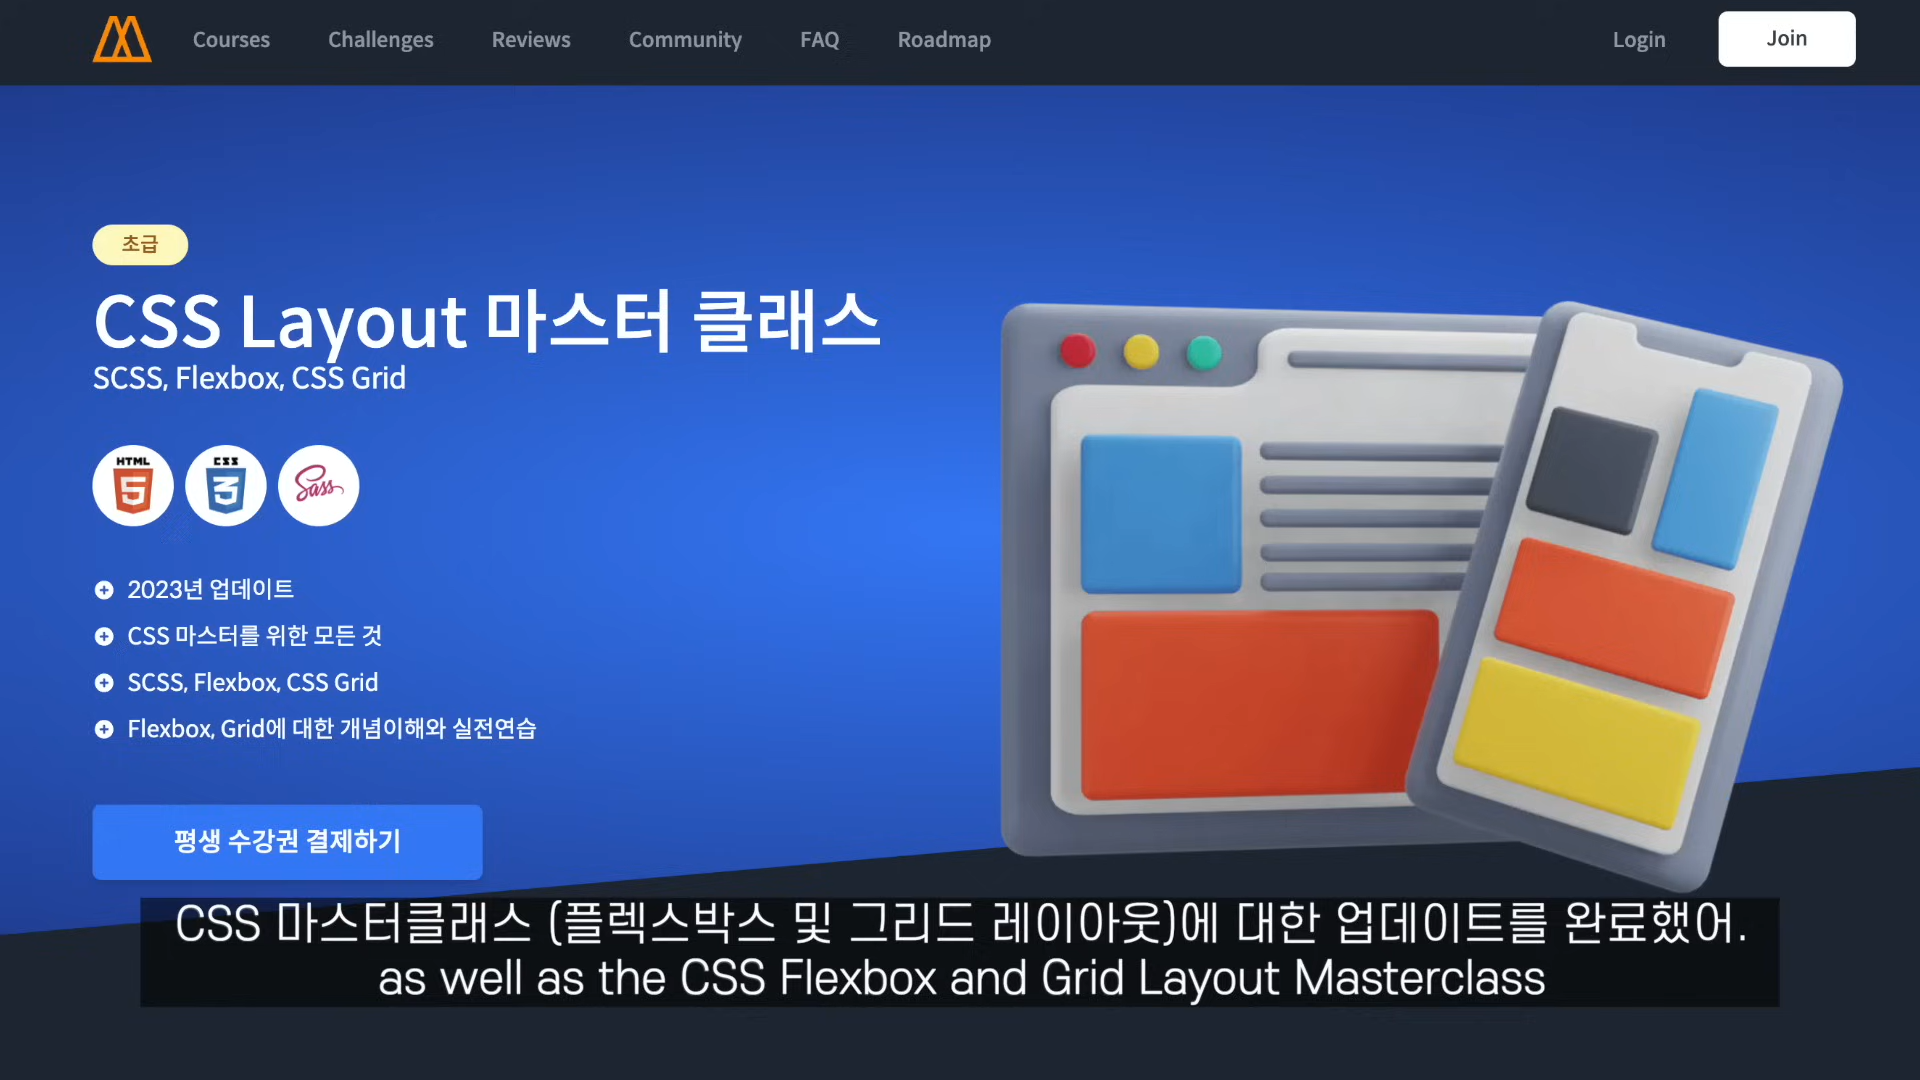 Courses
Challenges
Reviews
Community
FAQ
Roadmap
Login
Join
초급
CSS Layout 마스터 클래스
SCSS, Flexbox, CSS Grid
HTML
5
CSS
3
Sass
2023년 업데이트
CSS 마스터를 위한 모든 것
SCSS, Flexbox, CSS Grid
Flexbox, Grid에 대한 개념이해와 실전연습
평생 수강권 결제하기
CSS 마스터클래스 (플렉스박스 및 그리드 레이아웃)에 대한 업데이트를 완료했어.
as well as the CSS Flexbox and Grid Layout Masterclass